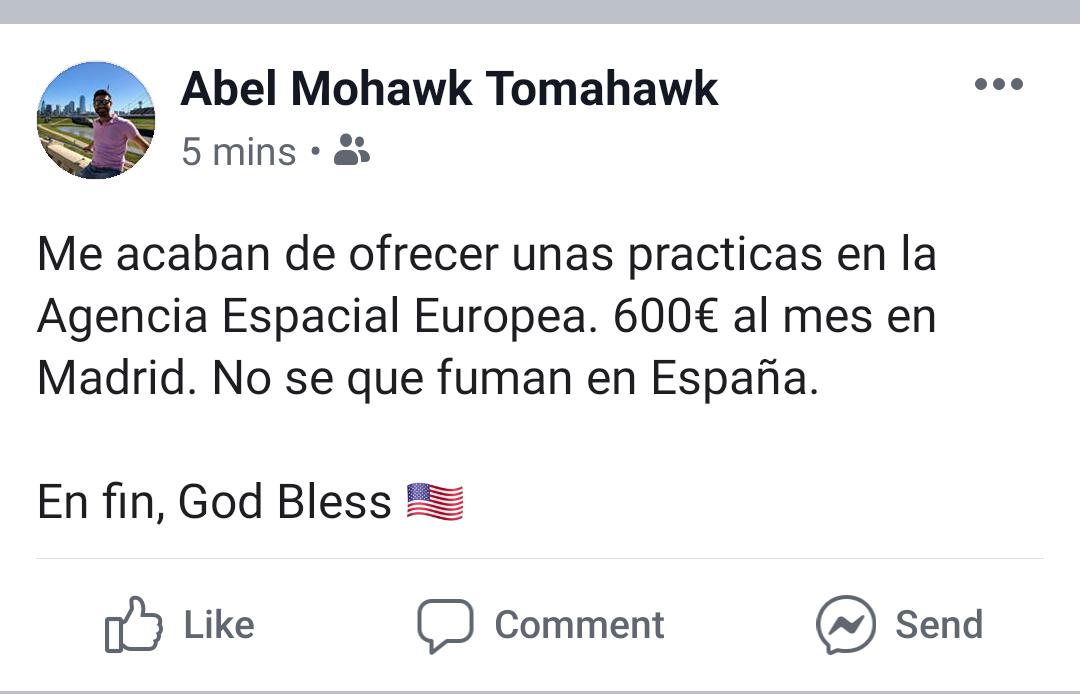 Abel Mohawk Tomahawk
5 mins •
Me acaban de ofrecer unas practicas en la
Agencia Espacial Europea. 600€ al mes en
Madrid. No se que fuman en España.
En fin, God Bless 🇺🇸
Like Comment Send